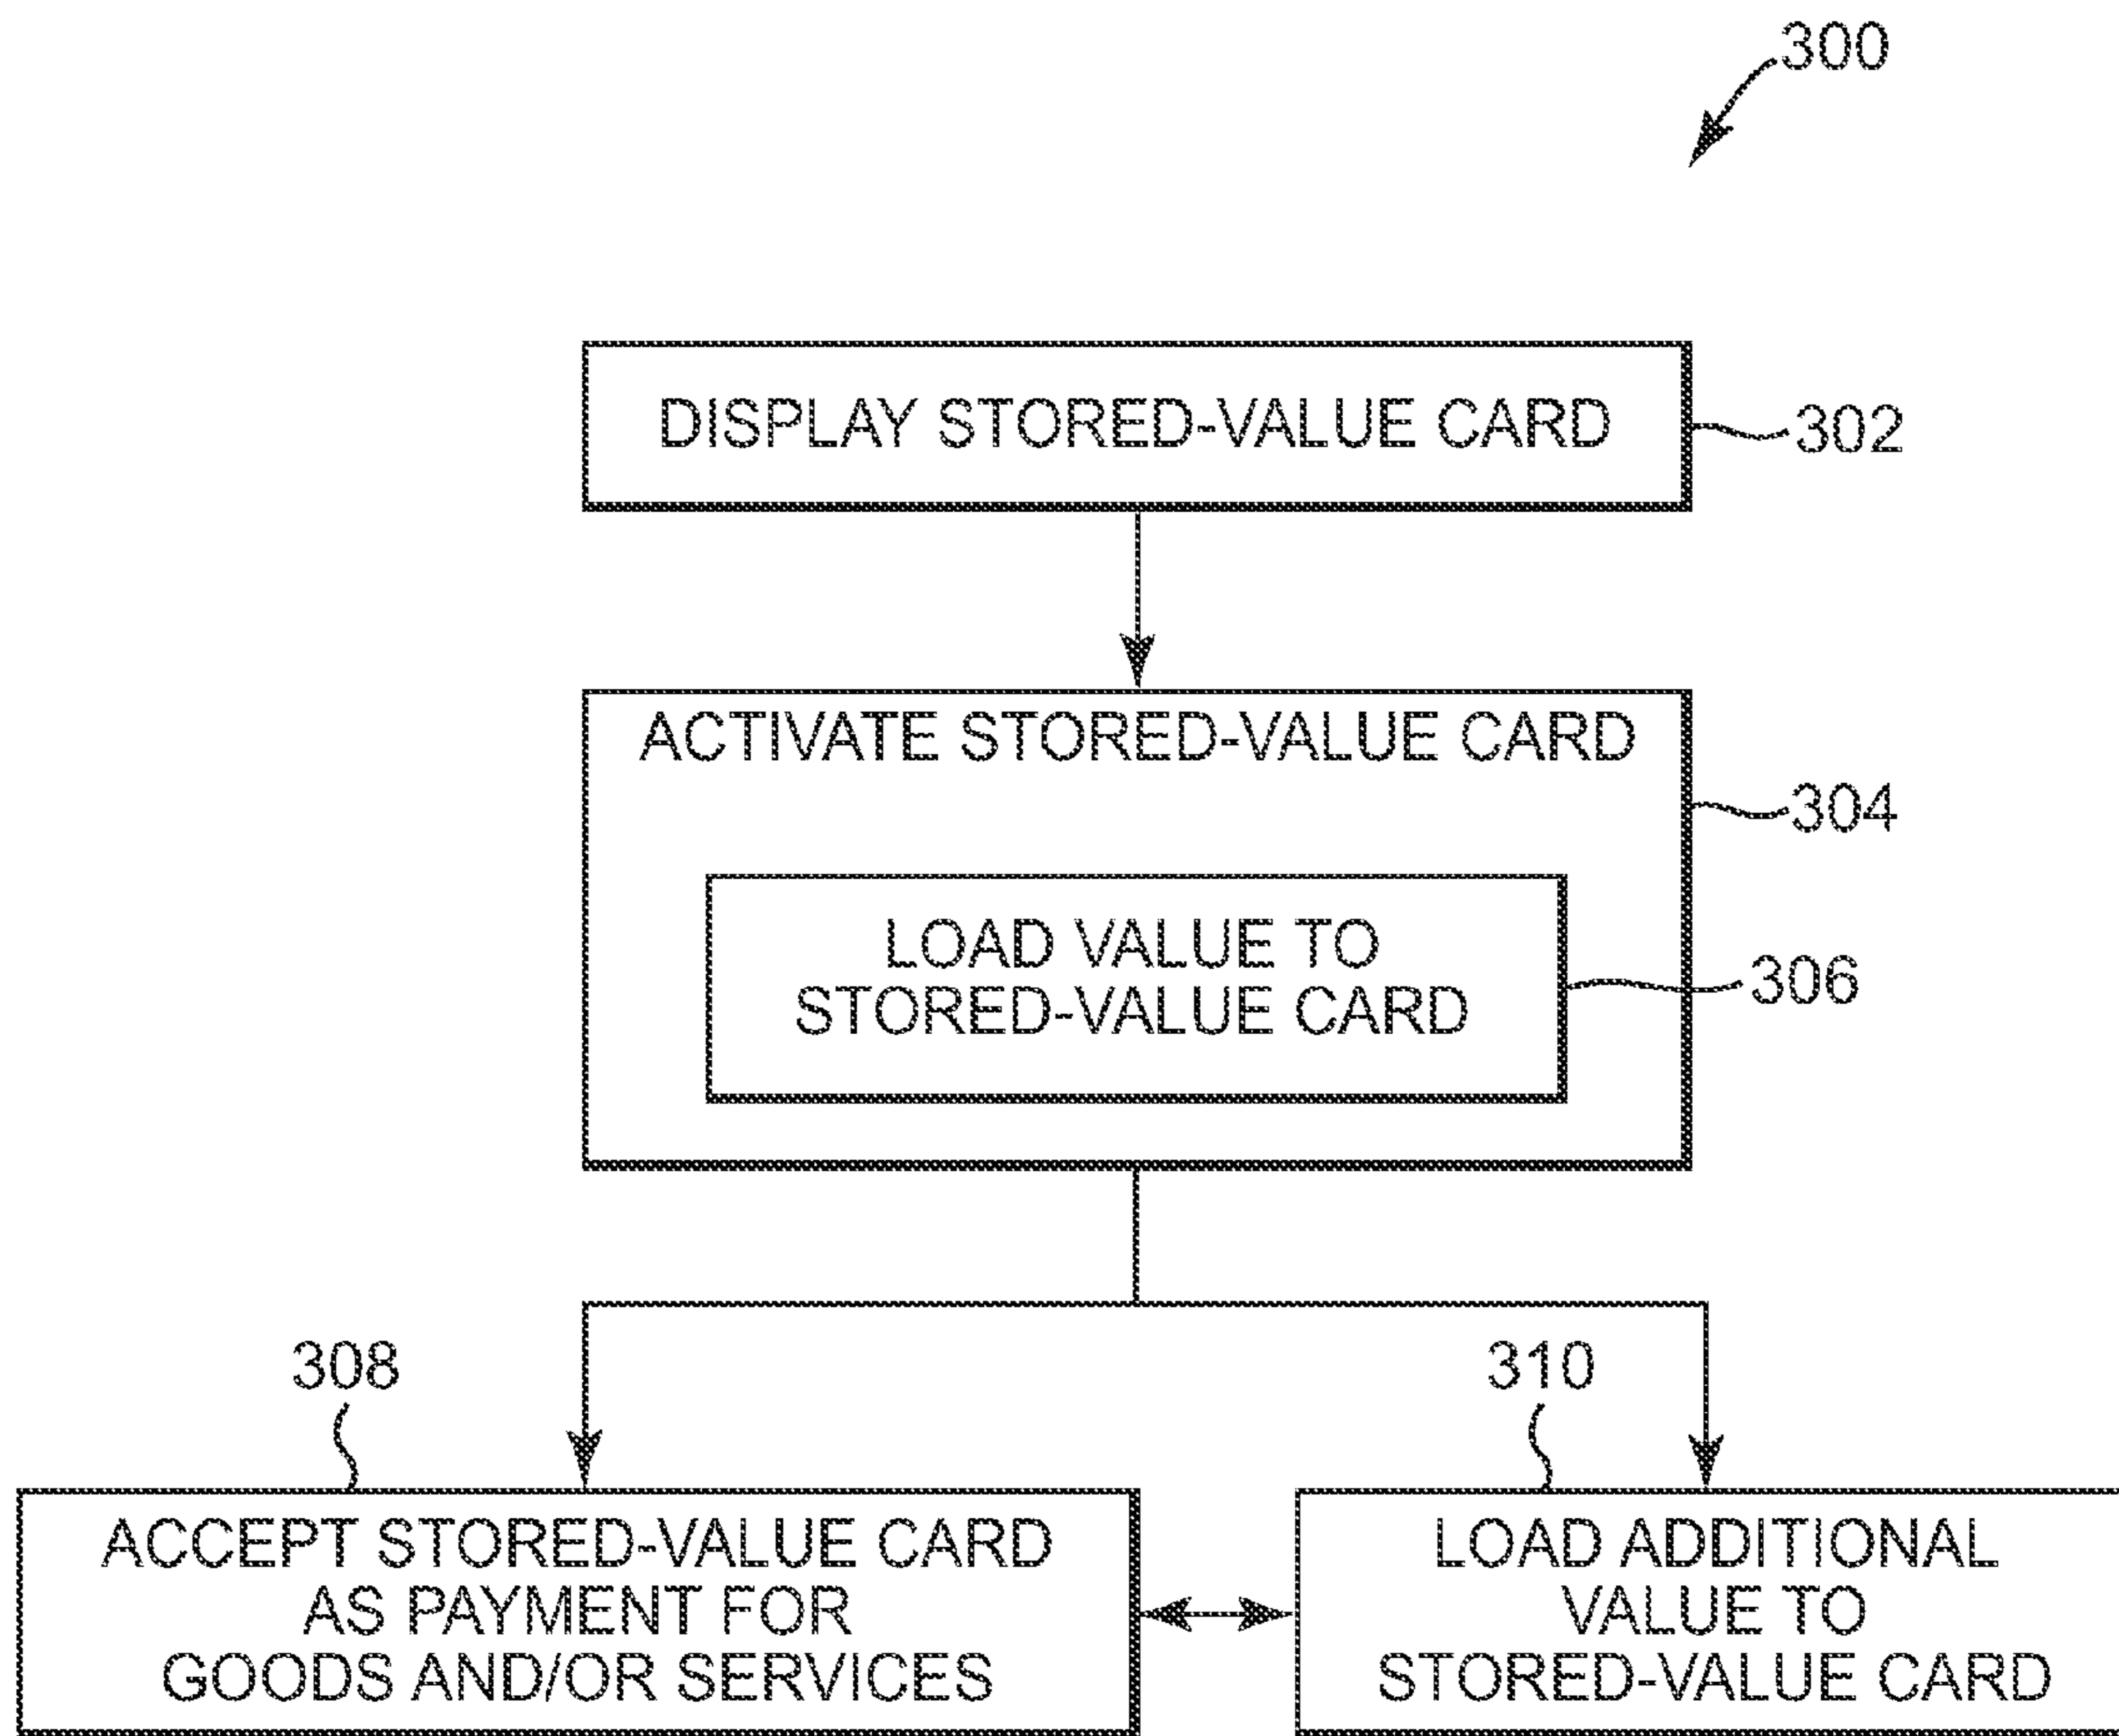 300
DISPLAY STORED-VALUE CARD
302
ACTIVATE STORED-VALUE CARD
304
LOAD VALUE TO
STORED-VALUE CARD
306
308
ACCEPT STORED-VALUE CARD
AS PAYMENT FOR
GOODS AND/OR SERVICES
310
LOAD ADDITIONAL
VALUE TO
STORED-VALUE CARD